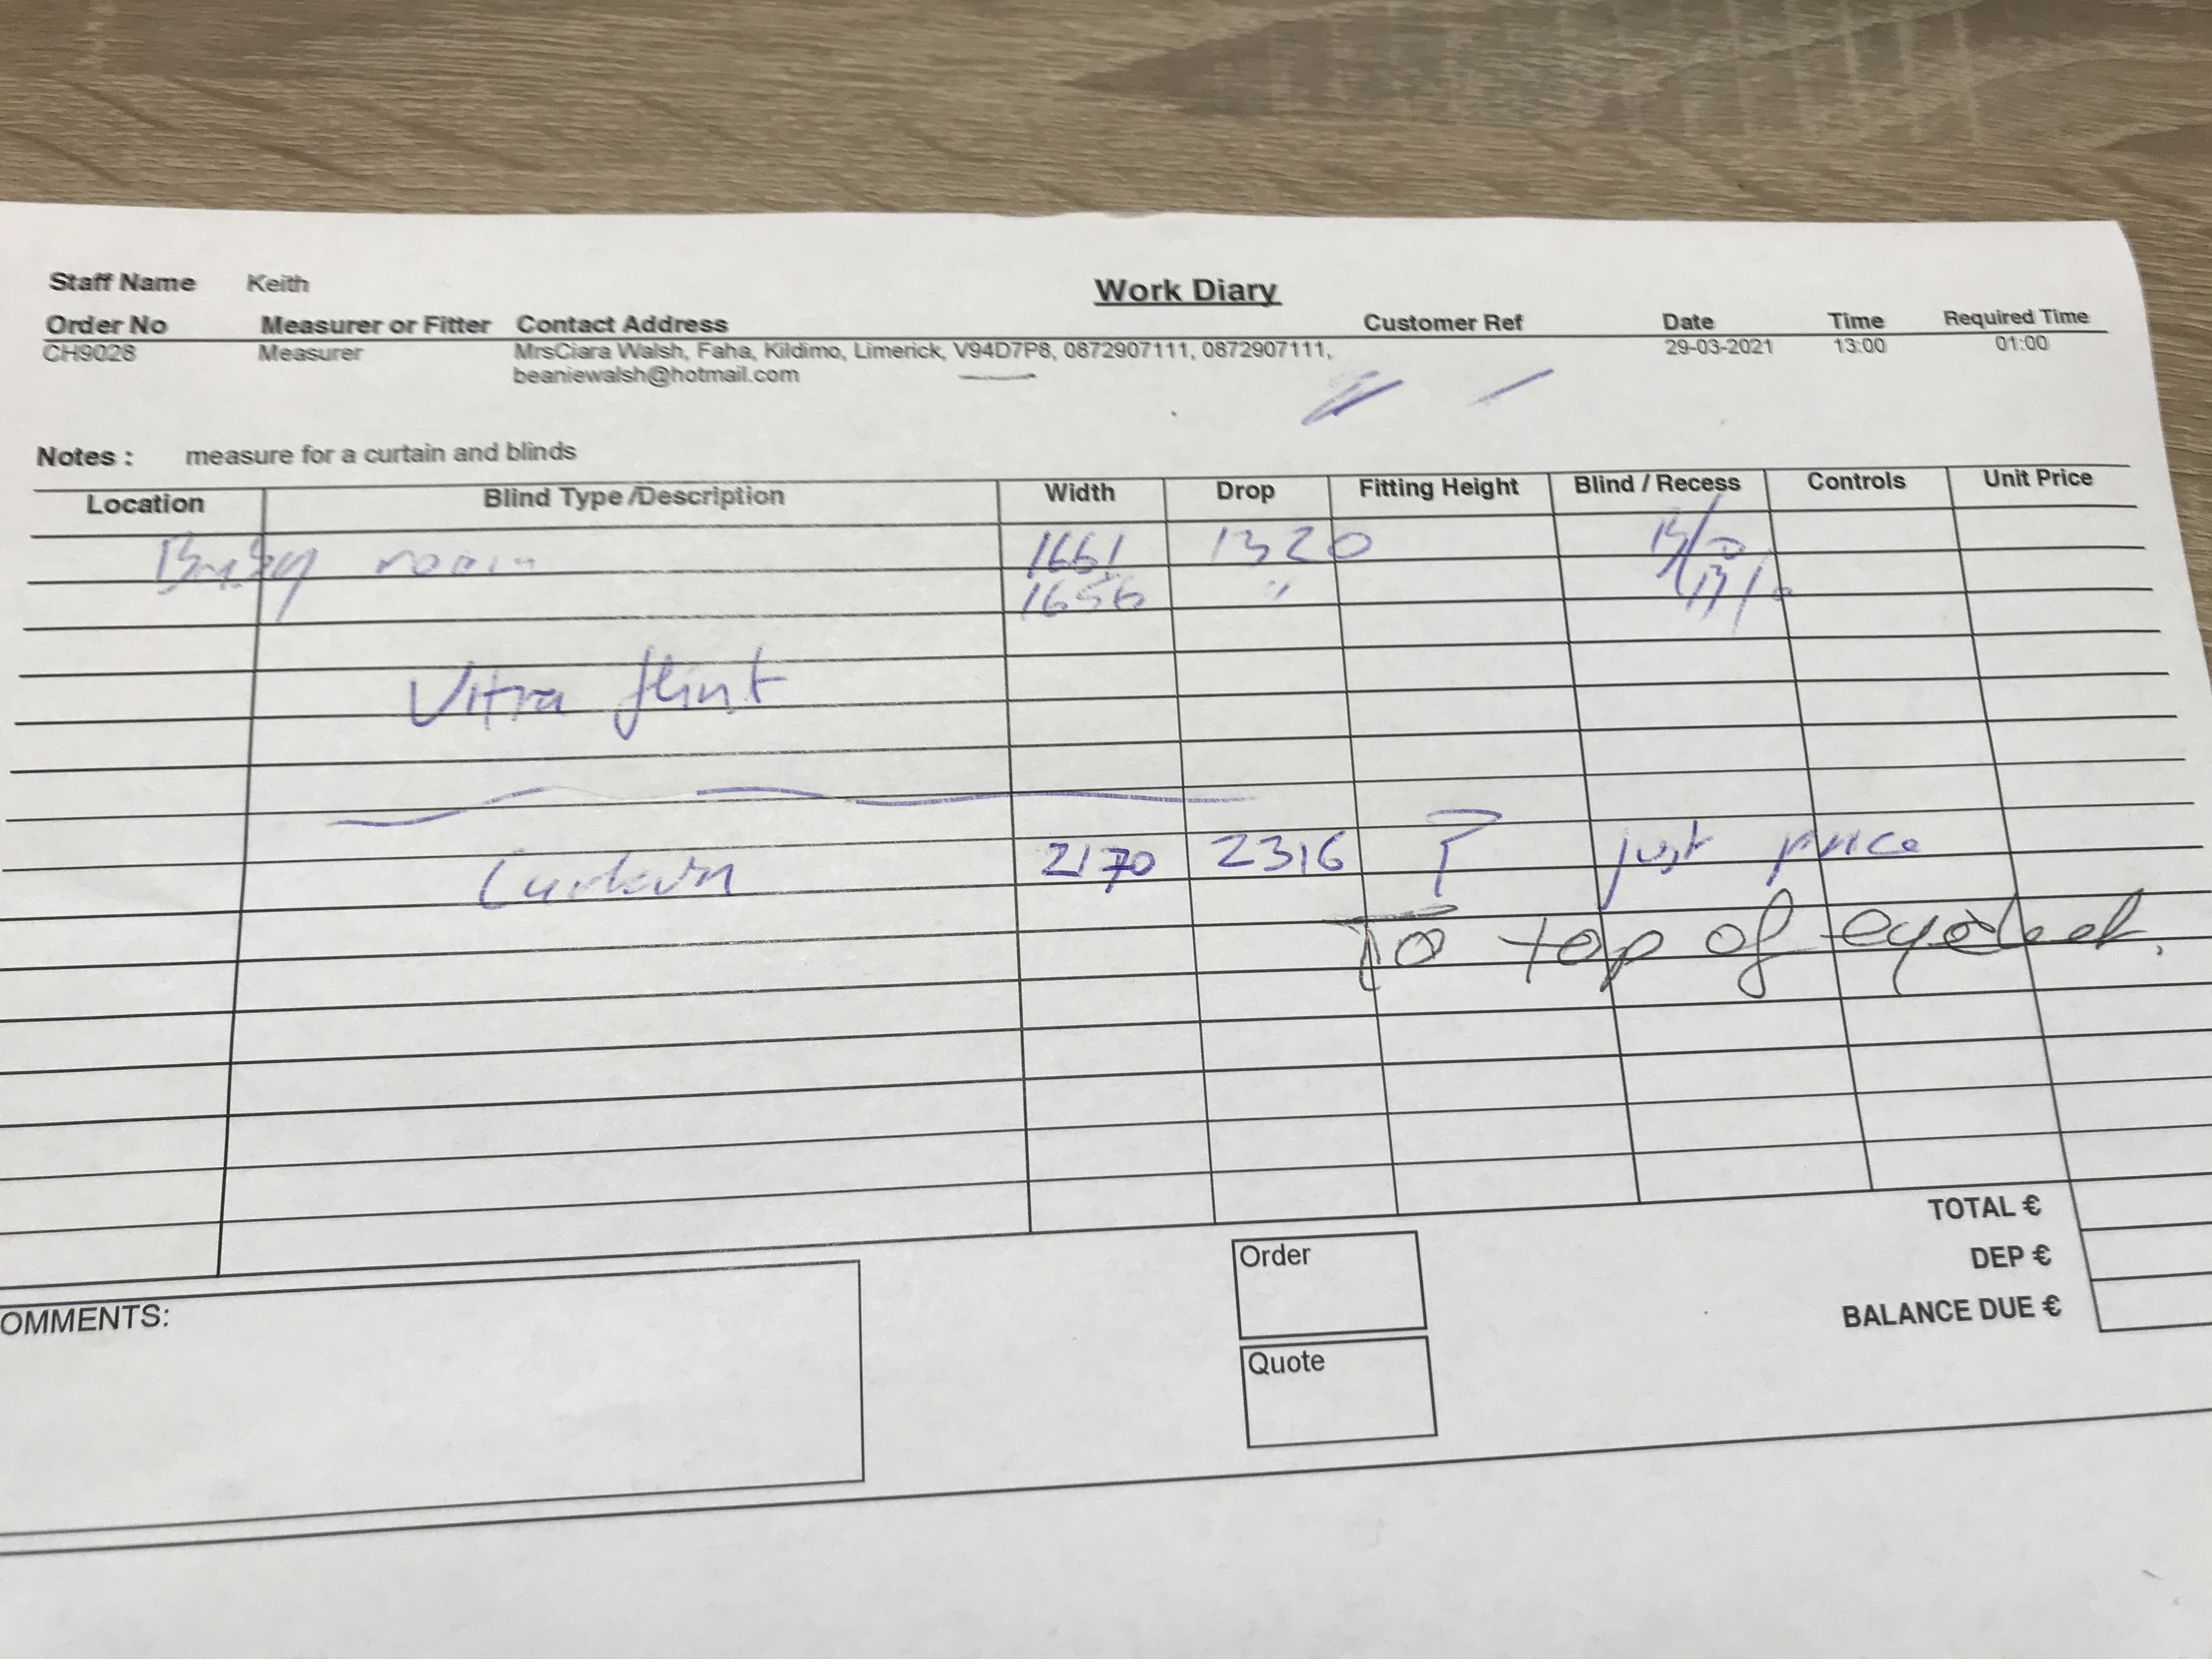 Staff Name Keith
Work Diary
Order No Measurer or Fitter Contact Address Customer Ref Date Time Required Time
CH9028 Measurer MrsCiara Walsh, Faha, Kildimo, Limerick, V94D7P8, 0872907111, 0872907111, 29-03-2021 13:00 01:00
beaniewalsh@hotmail.com
Notes : measure for a curtain and blinds
Location Blind Type /Description Width Drop Fitting Height Blind / Recess Controls Unit Price
room 1661 1320
1656 "
Vitra flint
Curtain 2170 2316 just price
To top of eyelet.
TOTAL €
Order
DEP €
OMMENTS:
BALANCE DUE €
Quote